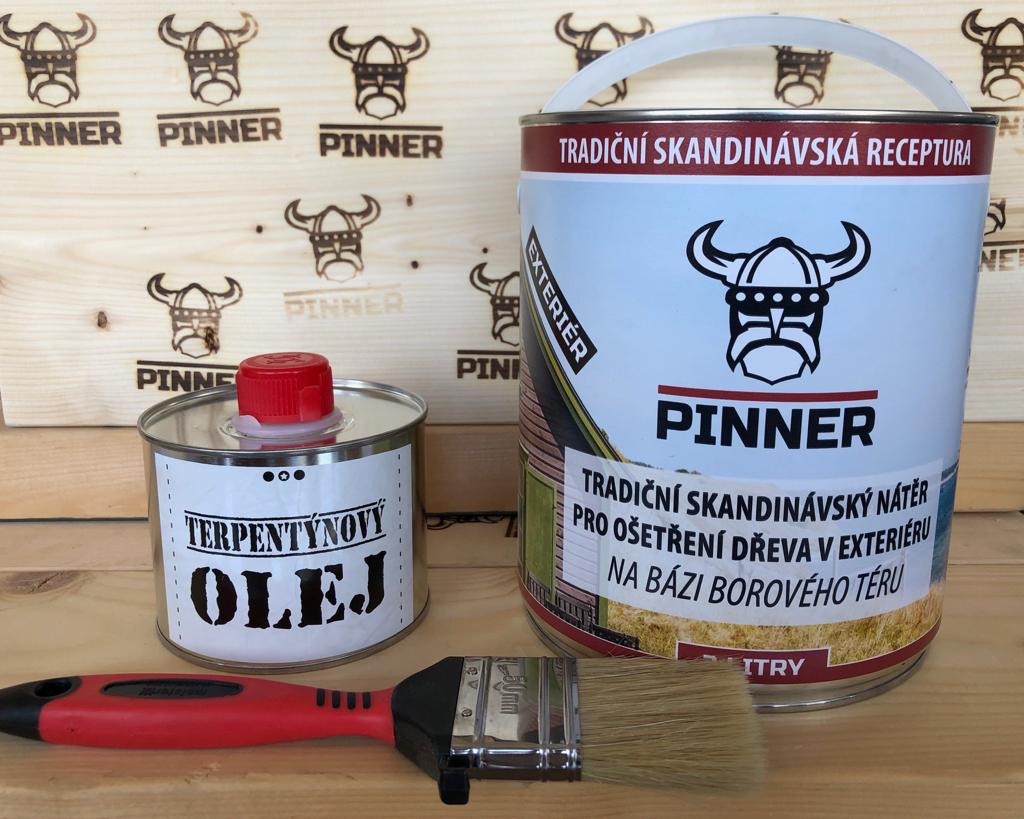 PINNER
PINNER
PINNER
PINNER
PINNER
TRADIČNÍ SKANDINÁVSKÁ RECEPTURA
EXTERIÉR
PINNER
TRADIČNÍ SKANDINÁVSKÝ NÁTĚR
PRO OŠETŘENÍ DŘEVA V EXTERIÉRU
NA BÁZI BOROVÉHO TÉRU
LITRY
TERPENTÝNOVÝ
OLEJ